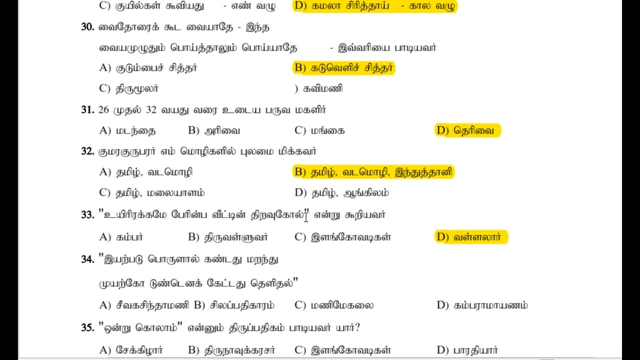 C) குயில்கள் கூவியது - எண் வழு D) கமலா சிரித்தாய் - கால வழு
30. வைதோரைக் கூட வையாதே - இந்த
வையமுழுதும் பொய்த்தாலும் பொய்யாதே - இவ்வரியை பாடியவர்
A) குடும்பைச் சித்தர் B) கடுவெளிச் சித்தர்
C) திருமூலர் ) கவிமணி
31. 26 முதல் 32 வயது வரை உடைய பருவ மகளிர்
A) மடந்தை B) அரிவை C) மங்கை D) தெரிவை
32. குமரகுருபரர் எம் மொழிகளில் புலமை மிக்கவர்
A) தமிழ், வடமொழி B) தமிழ், வடமொழி, இந்துத்தானி
C) தமிழ், மலையாளம் D) தமிழ், ஆங்கிலம்
33. "உயிரிரக்கமே பேரின்ப வீட்டின் திறவுகோல்" என்று கூறியவர்
A) கம்பர் B) திருவள்ளுவர் C) இளங்கோவடிகள் D) வள்ளலார்
34. "இயற்படு பொருளால் கண்டது மறந்து
முயற்கோ டுண்டெனக் கேட்டது தெளிதல்"
A) சீவகசிந்தாமணி B) சிலப்பதிகாரம் C) மணிமேகலை D) கம்பராமாயணம்
35. "ஒன்று கொலாம்" என்னும் திருப்பதிகம் பாடியவர் யார்?
A) சேக்கிழார் B) திருநாவுக்கரசர் C) இளங்கோவடிகள் D) பாரதியார்